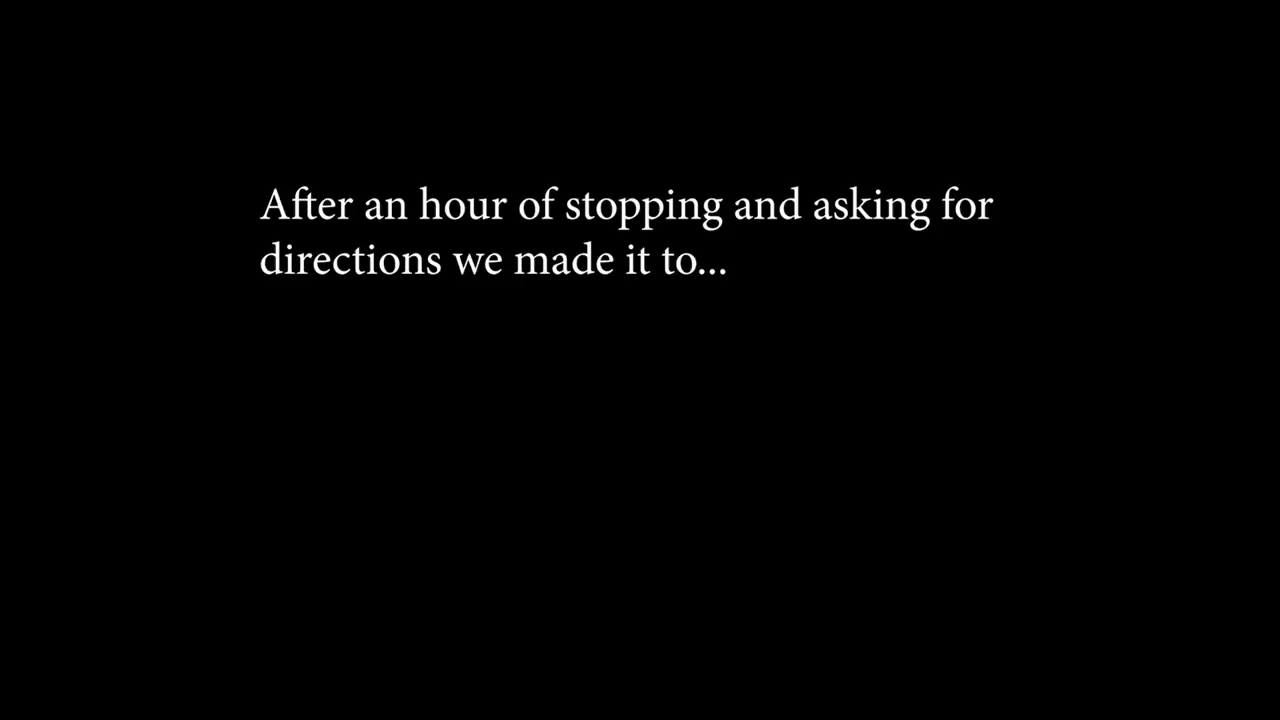 After an hour of stopping and asking for
directions we made it to...